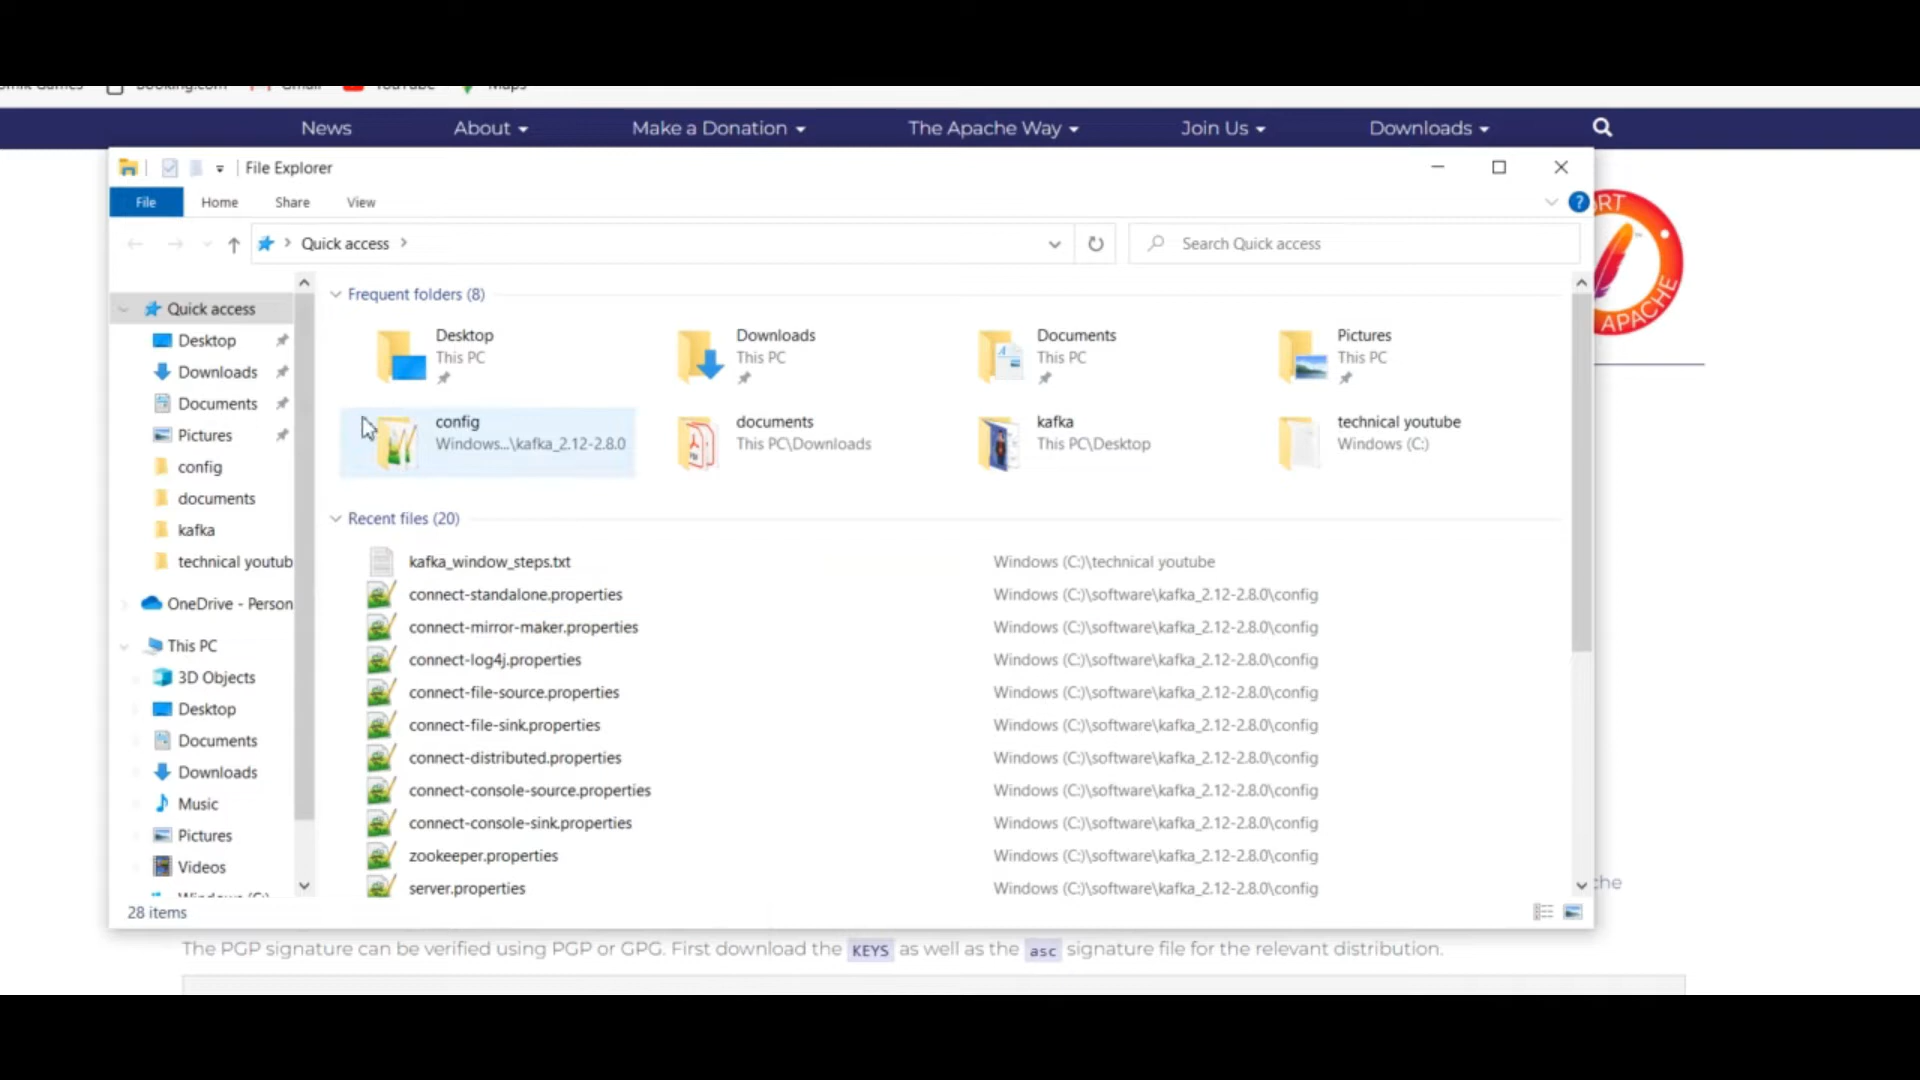 Booking.com Gmail YouTube Maps
News About Make a Donation The Apache Way Join Us Downloads
File Explorer
File Home Share View
Quick access
Search Quick access
Quick access
Desktop
Downloads
Documents
Pictures
config
documents
kafka
technical youtub
OneDrive - Person
This PC
3D Objects
Desktop
Documents
Downloads
Music
Pictures
Videos
Windows (C:)
28 items
Frequent folders (8)
Desktop
This PC
Downloads
This PC
Documents
This PC
Pictures
This PC
config
Windows...\kafka_2.12-2.8.0
documents
This PC\Downloads
kafka
This PC\Desktop
technical youtube
Windows (C:)
Recent files (20)
kafka_window_steps.txt Windows (C:)\technical youtube
connect-standalone.properties Windows (C:)\software\kafka_2.12-2.8.0\config
connect-mirror-maker.properties Windows (C:)\software\kafka_2.12-2.8.0\config
connect-log4j.properties Windows (C:)\software\kafka_2.12-2.8.0\config
connect-file-source.properties Windows (C:)\software\kafka_2.12-2.8.0\config
connect-file-sink.properties Windows (C:)\software\kafka_2.12-2.8.0\config
connect-distributed.properties Windows (C:)\software\kafka_2.12-2.8.0\config
connect-console-source.properties Windows (C:)\software\kafka_2.12-2.8.0\config
connect-console-sink.properties Windows (C:)\software\kafka_2.12-2.8.0\config
zookeeper.properties Windows (C:)\software\kafka_2.12-2.8.0\config
server.properties Windows (C:)\software\kafka_2.12-2.8.0\config
ORT
APACHE
che
The PGP signature can be verified using PGP or GPG. First download the KEYS as well as the asc signature file for the relevant distribution.